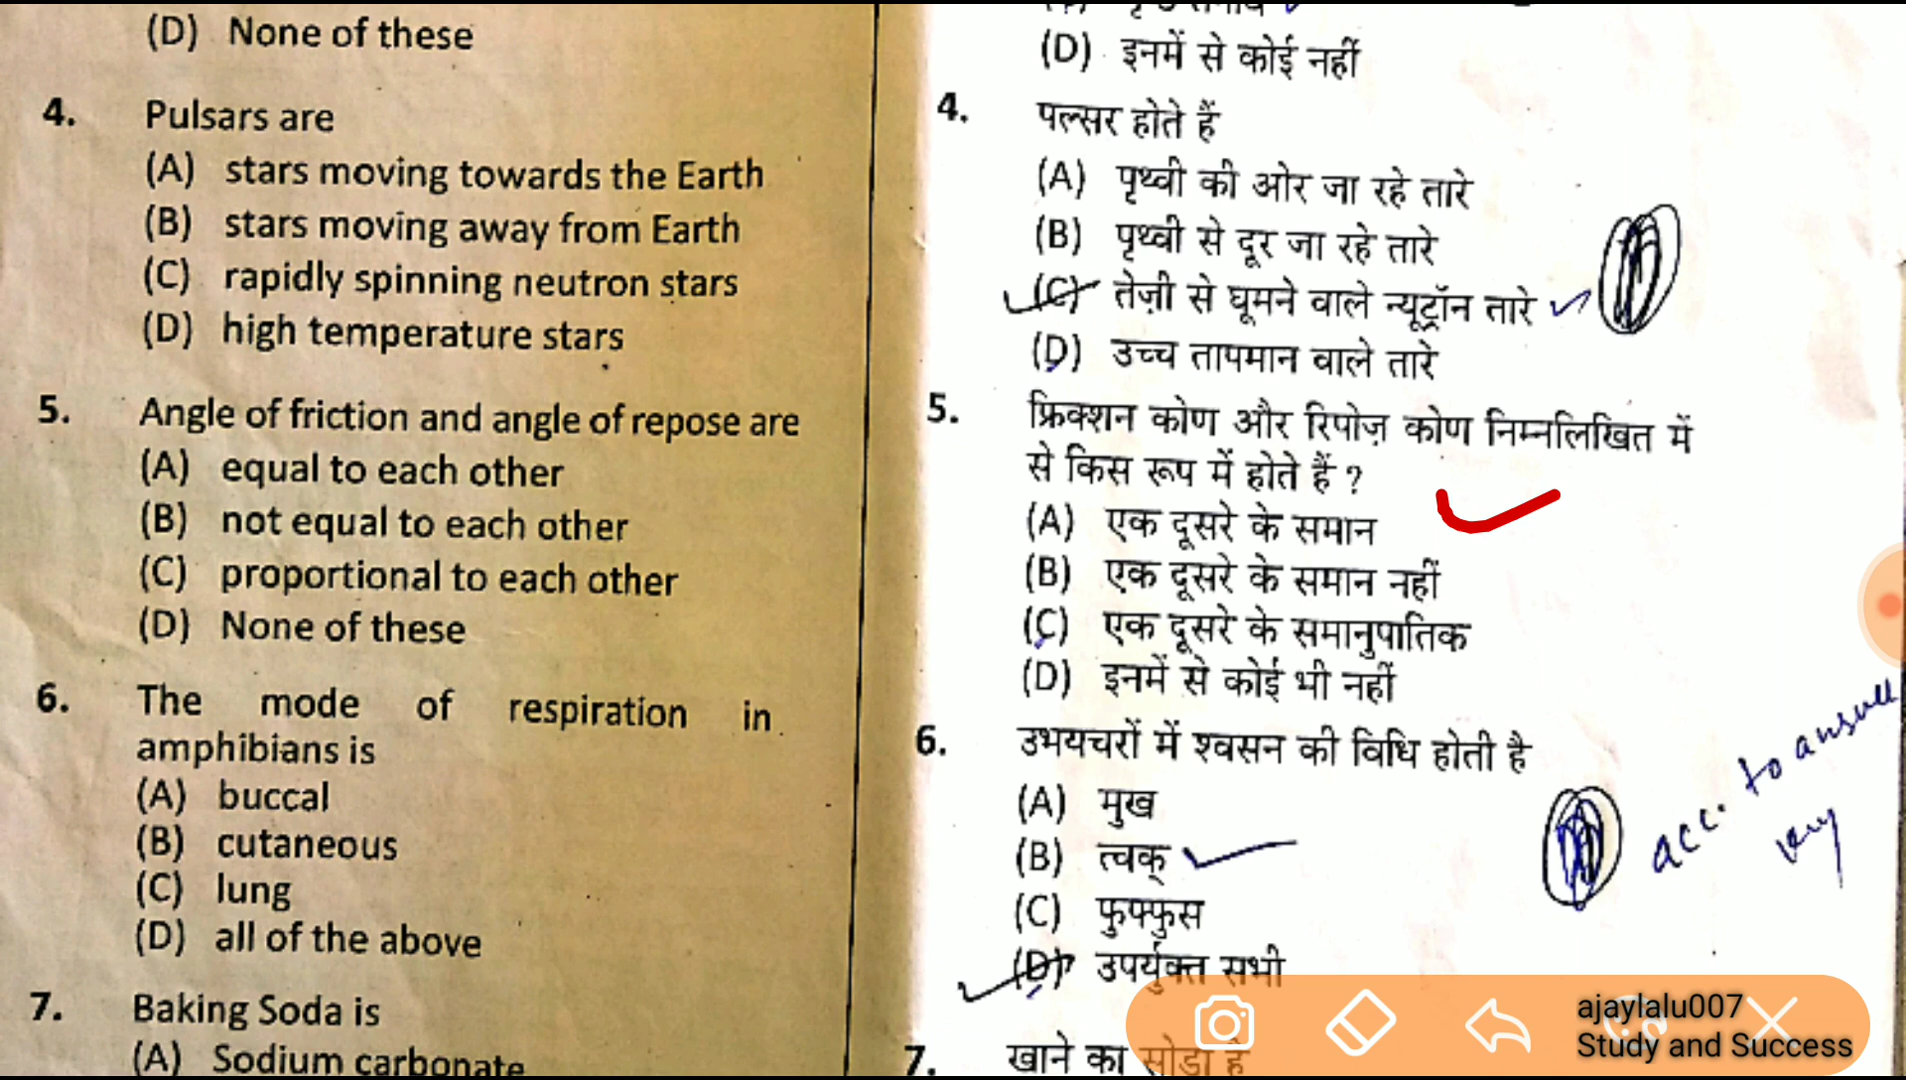 (D) None of these
4. Pulsars are
(A) stars moving towards the Earth
(B) stars moving away from Earth
(C) rapidly spinning neutron stars
(D) high temperature stars
5. Angle of friction and angle of repose are
(A) equal to each other
(B) not equal to each other
(C) proportional to each other
(D) None of these
6. The mode of respiration in
amphibians is
(A) buccal
(B) cutaneous
(C) lung
(D) all of the above
7. Baking Soda is
(A) Sodium carbonate
(D) इनमें से कोई नहीं
4. पल्सर होते हैं
(A) पृथ्वी की ओर जा रहे तारे
(B) पृथ्वी से दूर जा रहे तारे
(C) तेज़ी से घूमने वाले न्यूट्रॉन तारे
(D) उच्च तापमान वाले तारे
5. फ्रिक्शन कोण और रिपोज़ कोण निम्नलिखित में
से किस रूप में होते हैं ?
(A) एक दूसरे के समान
(B) एक दूसरे के समान नहीं
(C) एक दूसरे के समानुपातिक
(D) इनमें से कोई भी नहीं
6. उभयचरों में श्वसन की विधि होती है
(A) मुख
(B) त्वक्
(C) फुफ्फुस
(D) उपर्युक्त सभी
acc. to
7. खाने का सोडा है
ajaylalu007
Study and Success